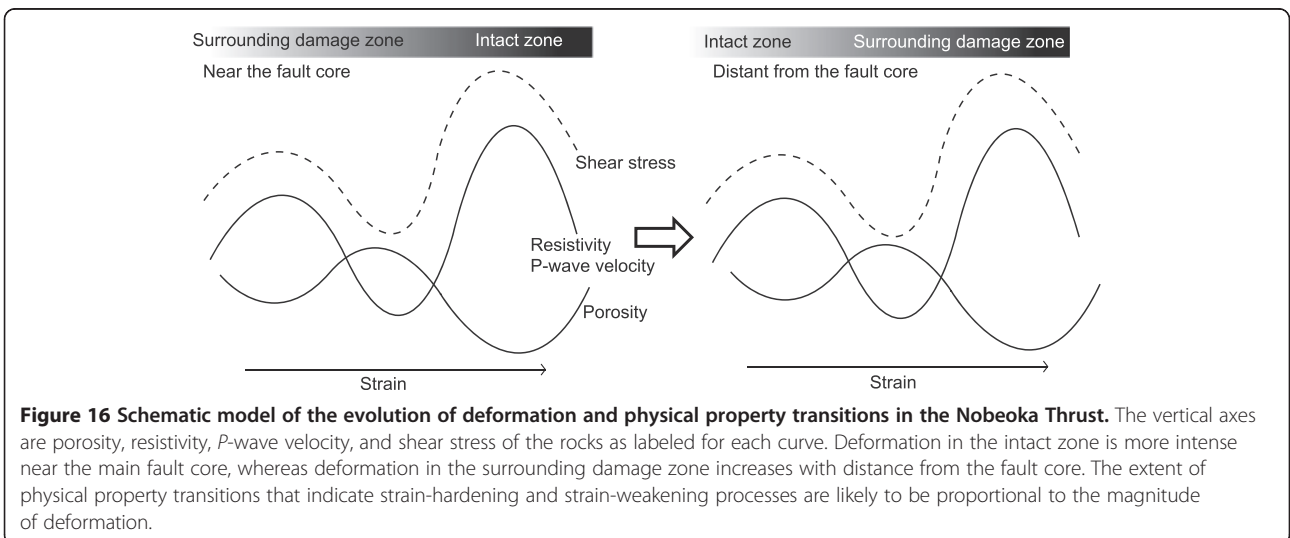 Surrounding damage zone Intact zone
Near the fault core
Shear stress
Resistivity
P-wave velocity
Porosity
Strain
Intact zone Surrounding damage zone
Distant from the fault core
Strain
Figure 16 Schematic model of the evolution of deformation and physical property transitions in the Nobeoka Thrust. The vertical axes
are porosity, resistivity, P-wave velocity, and shear stress of the rocks as labeled for each curve. Deformation in the intact zone is more intense
near the main fault core, whereas deformation in the surrounding damage zone increases with distance from the fault core. The extent of
physical property transitions that indicate strain-hardening and strain-weakening processes are likely to be proportional to the magnitude
of deformation.